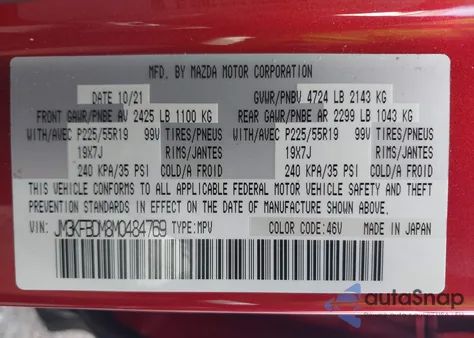 MFD. BY MAZDA MOTOR CORPORATION
DATE 10/21 GVWR/PNBV 4724 LB 2143 KG
FRONT GAWR/PNBE AV 2425 LB 1100 KG REAR GAWR/PNBE AR 2299 LB 1043 KG
WITH/AVEC P225/55R19 99V TIRES/PNEUS WITH/AVEC P225/55R19 99V TIRES/PNEUS
19X7J RIMS/JANTES 19X7J RIMS/JANTES
240 KPA/35 PSI COLD/A FROID 240 KPA/35 PSI COLD/A FROID
THIS VEHICLE CONFORMS TO ALL APPLICABLE FEDERAL MOTOR VEHICLE SAFETY AND THEFT
PREVENTION STANDARDS IN EFFECT ON THE DATE OF MANUFACTURE SHOWN ABOVE.
VIN: JM3KFBDM8M0484769 TYPE:MPV COLOR CODE:46V MADE IN JAPAN
autoSnap